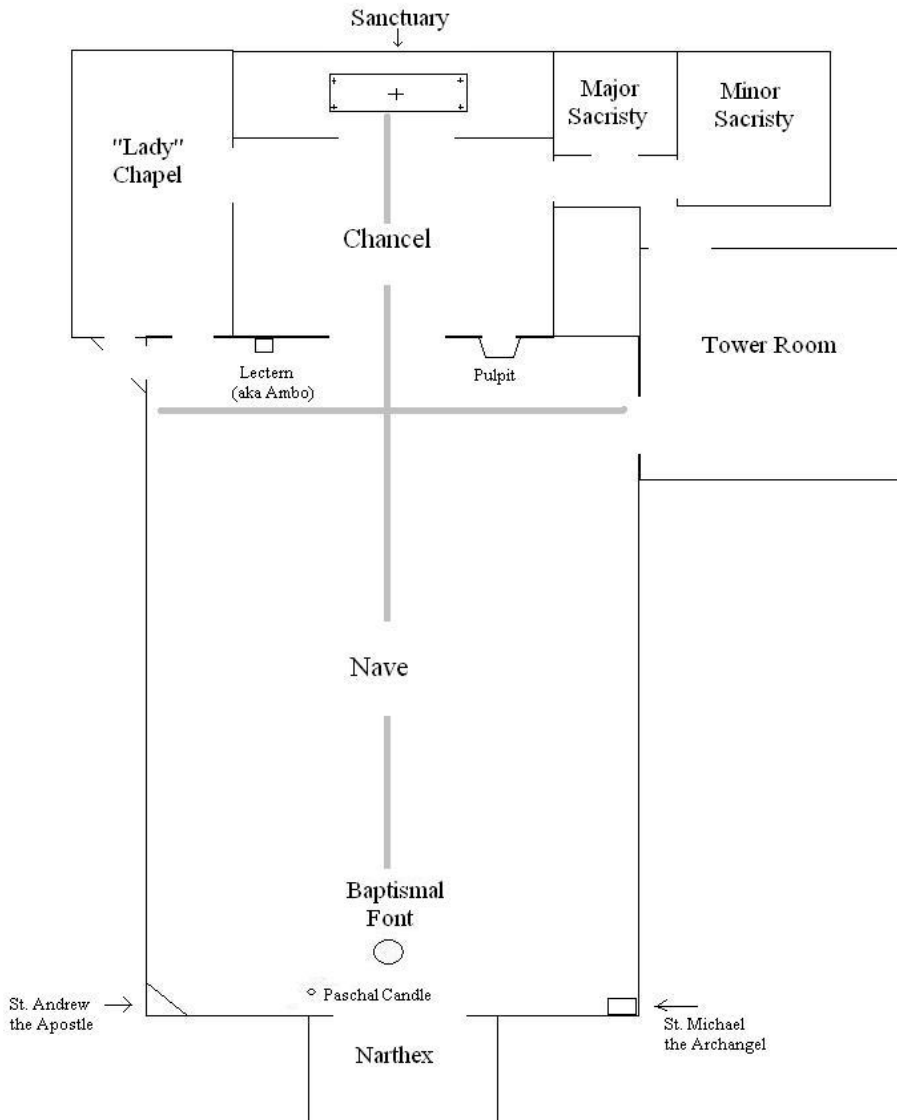 Sanctuary
Major
Sacristy
Minor
Sacristy
"Lady"
Chapel
Chancel
Tower Room
Lectern
(aka Ambo)
Pulpit
Nave
Baptismal
Font
Paschal Candle
St. Andrew
the Apostle
St. Michael
the Archangel
Narthex